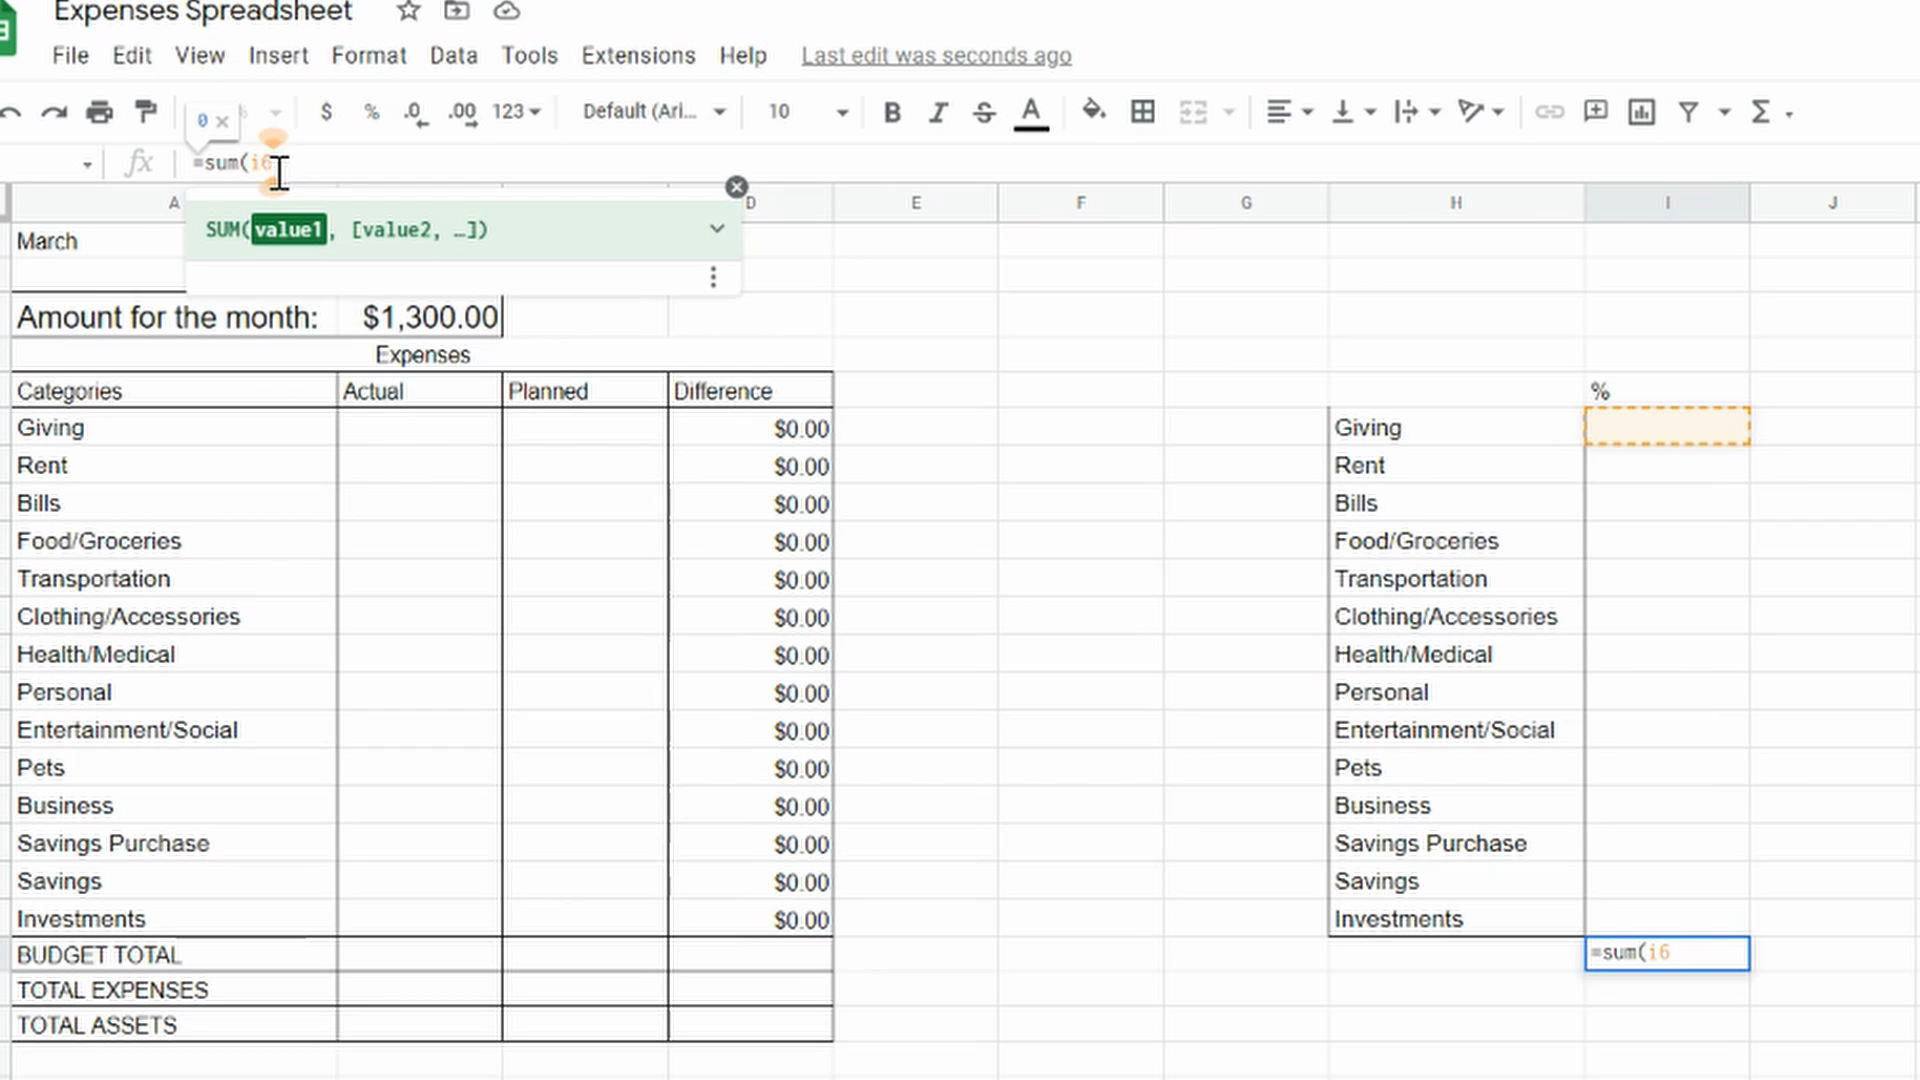 Expenses Spreadsheet
File Edit View Insert Format Data Tools Extensions Help Last edit was seconds ago
0 × $ % .0 .00 123 Default (Ari... 10 B I S A Σ
fx =sum(i6
SUM(value1, [value2, …])
A D E F G H I J
March
Amount for the month: $1,300.00
Expenses
Categories Actual Planned Difference %
Giving $0.00 Giving
Rent $0.00 Rent
Bills $0.00 Bills
Food/Groceries $0.00 Food/Groceries
Transportation $0.00 Transportation
Clothing/Accessories $0.00 Clothing/Accessories
Health/Medical $0.00 Health/Medical
Personal $0.00 Personal
Entertainment/Social $0.00 Entertainment/Social
Pets $0.00 Pets
Business $0.00 Business
Savings Purchase $0.00 Savings Purchase
Savings $0.00 Savings
Investments $0.00 Investments
BUDGET TOTAL =sum(i6
TOTAL EXPENSES
TOTAL ASSETS